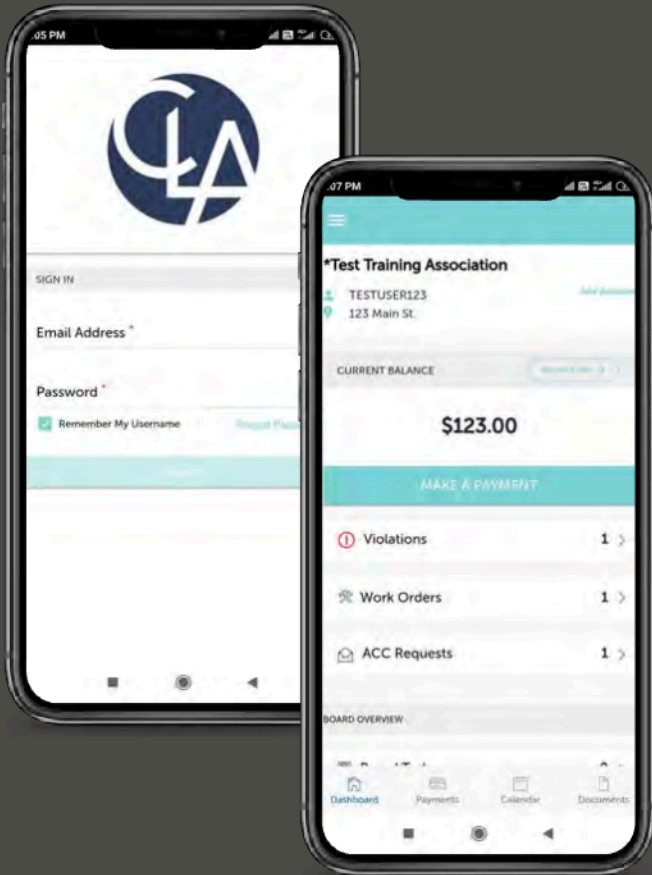 :05 PM
CLA
SIGN IN
Email Address *
Password *
Remember My Username
:07 PM
*Test Training Association
TESTUSER123
123 Main St.
CURRENT BALANCE
$123.00
MAKE A PAYMENT
Violations 1
Work Orders 1
ACC Requests 1
BOARD OVERVIEW
Dashboard Payments Calendar Documents